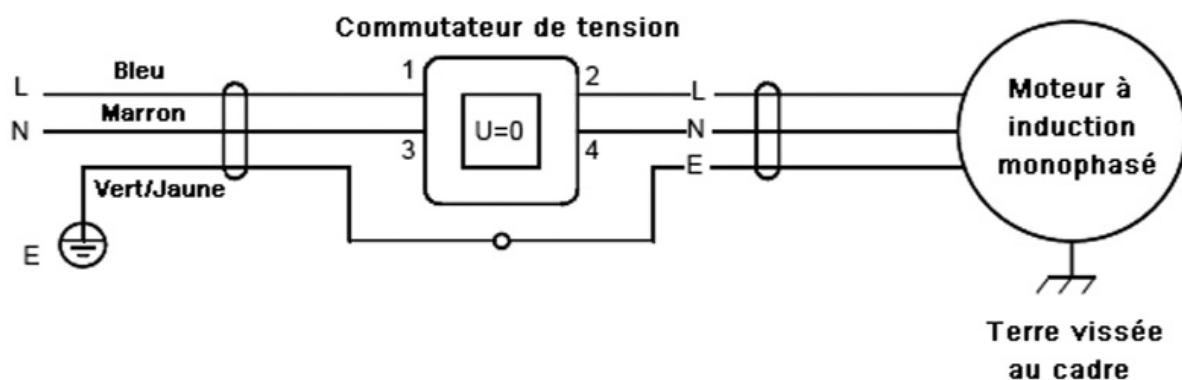 Commutateur de tension
L
Bleu
1
2
L
N
Marron
3
U=0
4
N
E
Vert/Jaune
E
Moteur à
induction
monophasé
Terre vissée
au cadre